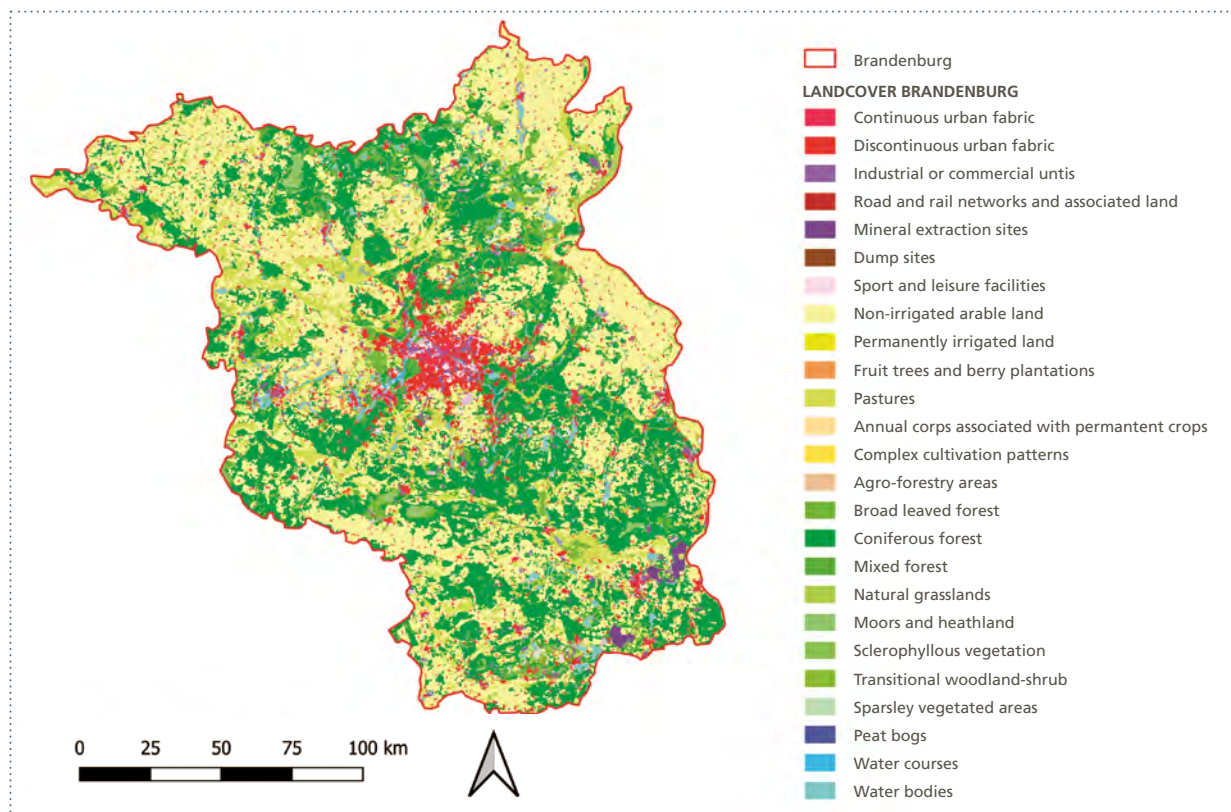 Brandenburg
LANDCOVER BRANDENBURG
Continuous urban fabric
Discontinuous urban fabric
Industrial or commercial untis
Road and rail networks and associated land
Mineral extraction sites
Dump sites
Sport and leisure facilities
Non-irrigated arable land
Permanently irrigated land
Fruit trees and berry plantations
Pastures
Annual corps associated with permantent crops
Complex cultivation patterns
Agro-forestry areas
Broad leaved forest
Coniferous forest
Mixed forest
Natural grasslands
Moors and heathland
Sclerophyllous vegetation
Transitional woodland-shrub
Sparsley vegetated areas
Peat bogs
Water courses
Water bodies
0 25 50 75 100 km